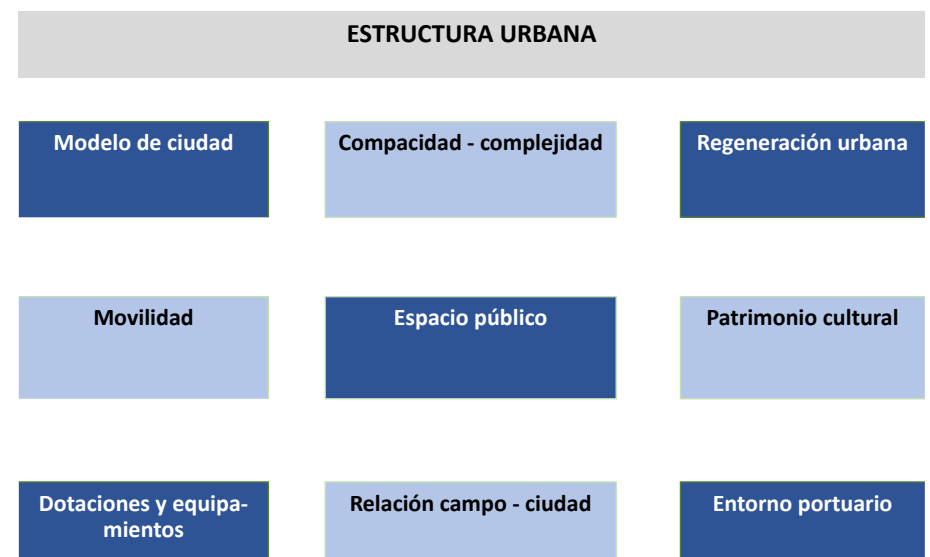 ESTRUCTURA URBANA
Modelo de ciudad
Compacidad - complejidad
Regeneración urbana
Movilidad
Espacio público
Patrimonio cultural
Dotaciones y equipa-
mientos
Relación campo - ciudad
Entorno portuario